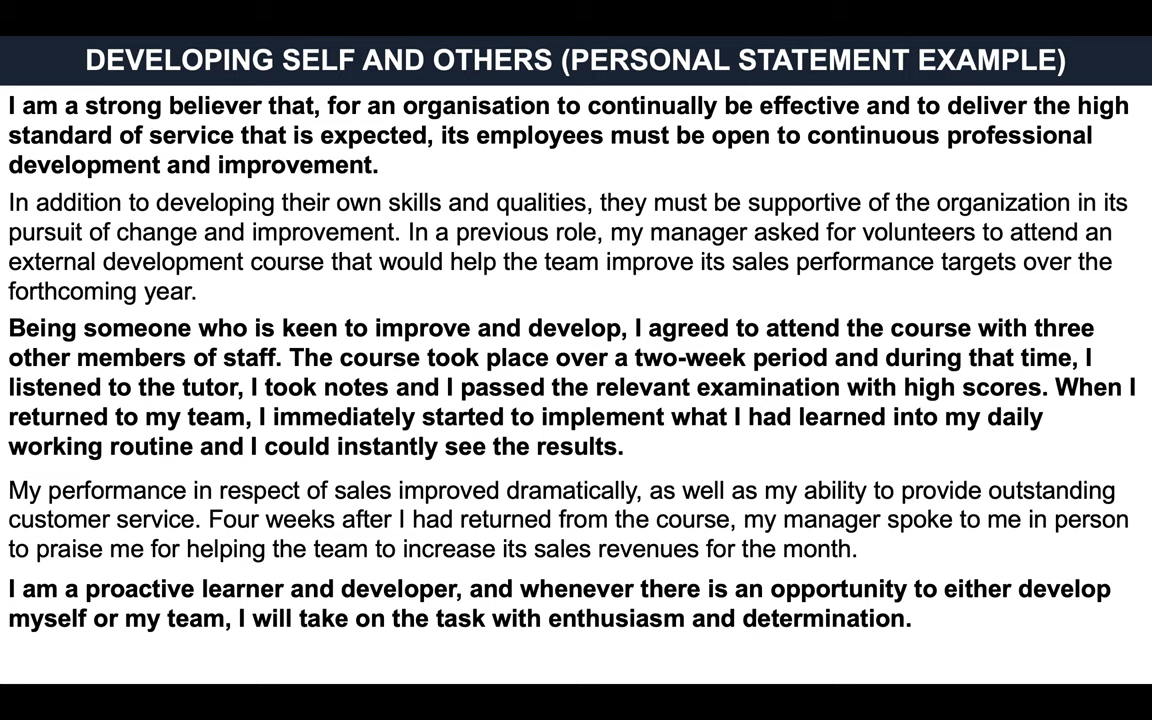 DEVELOPING SELF AND OTHERS (PERSONAL STATEMENT EXAMPLE)
I am a strong believer that, for an organisation to continually be effective and to deliver the high
standard of service that is expected, its employees must be open to continuous professional
development and improvement.
In addition to developing their own skills and qualities, they must be supportive of the organization in its
pursuit of change and improvement. In a previous role, my manager asked for volunteers to attend an
external development course that would help the team improve its sales performance targets over the
forthcoming year.
Being someone who is keen to improve and develop, I agreed to attend the course with three
other members of staff. The course took place over a two-week period and during that time, I
listened to the tutor, I took notes and I passed the relevant examination with high scores. When I
returned to my team, I immediately started to implement what I had learned into my daily
working routine and I could instantly see the results.
My performance in respect of sales improved dramatically, as well as my ability to provide outstanding
customer service. Four weeks after I had returned from the course, my manager spoke to me in person
to praise me for helping the team to increase its sales revenues for the month.
I am a proactive learner and developer, and whenever there is an opportunity to either develop
myself or my team, I will take on the task with enthusiasm and determination.